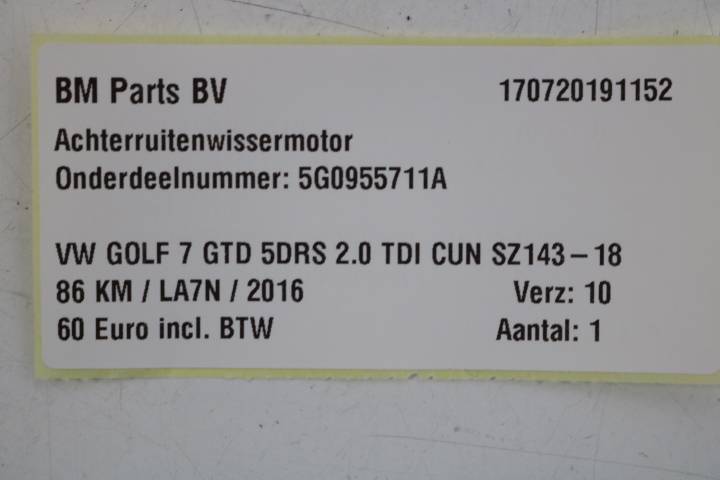 BM Parts BV 170720191152
Achterruitenwissermotor
Onderdeelnummer: 5G0955711A
VW GOLF 7 GTD 5DRS 2.0 TDI CUN SZ143-18
86 KM / LA7N / 2016 Verz: 10
60 Euro incl. BTW Aantal: 1